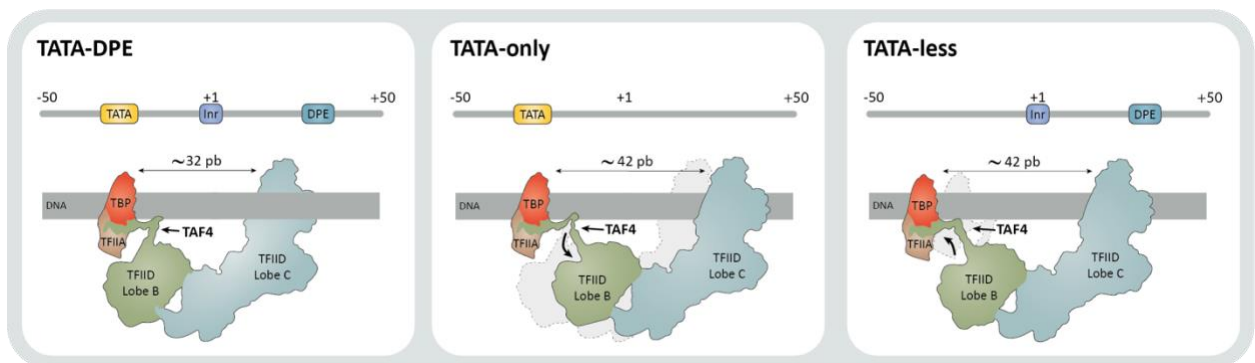 TATA-DPE
-50
+1
+50
TATA
Inr
DPE
~32 pb
DNA
TBP
TFIIA
TAF4
TFIID
Lobe B
TFIID
Lobe C
TATA-only
-50
+1
+50
TATA
~42 pb
DNA
TBP
TFIIA
TAF4
TFIID
Lobe B
TFIID
Lobe C
TATA-less
-50
+1
+50
Inr
DPE
~42 pb
DNA
TBP
TFIIA
TAF4
TFIID
Lobe B
TFIID
Lobe C